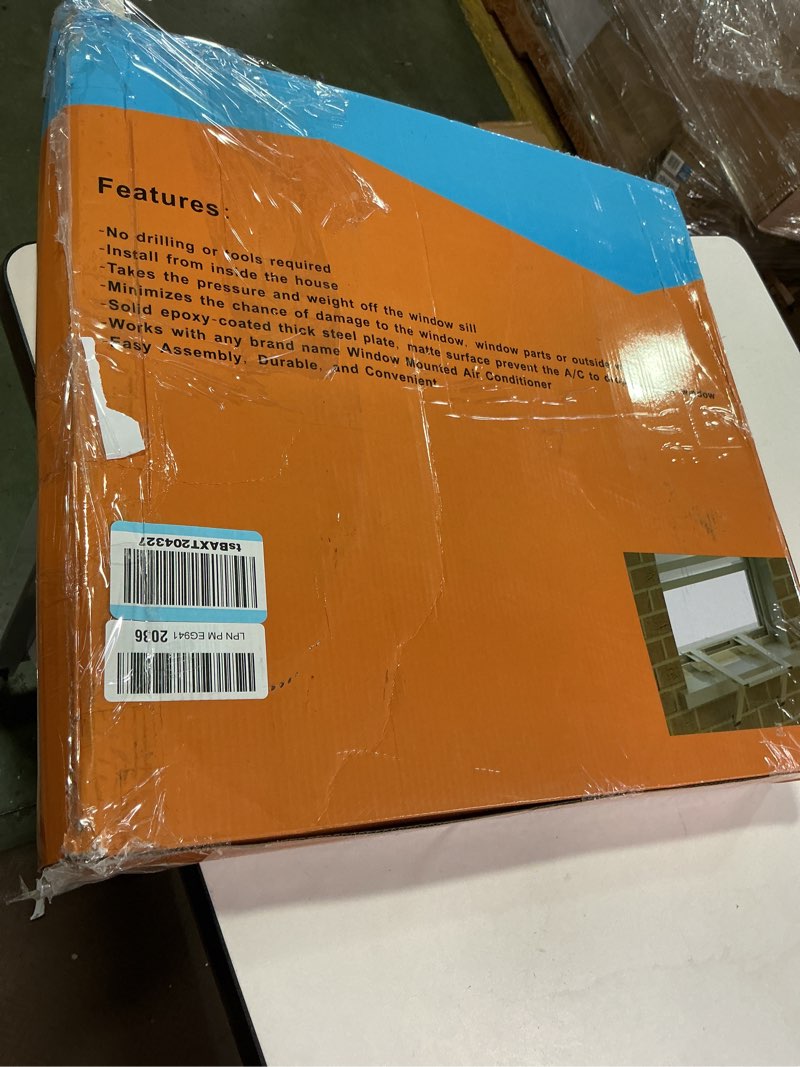 Features:
-No drilling or tools required
-Install from inside the house
-Takes the pressure and weight off the window sill
-Minimizes the chance of damage to the window, window parts or outside
-Solid epoxy-coated thick steel plate, matte surface prevent the A/C to window
-Works with any brand name Window Mounted Air Conditioner
-Easy Assembly, Durable, and Convenient
tsBAXT204327
LPN PM EG941 2036